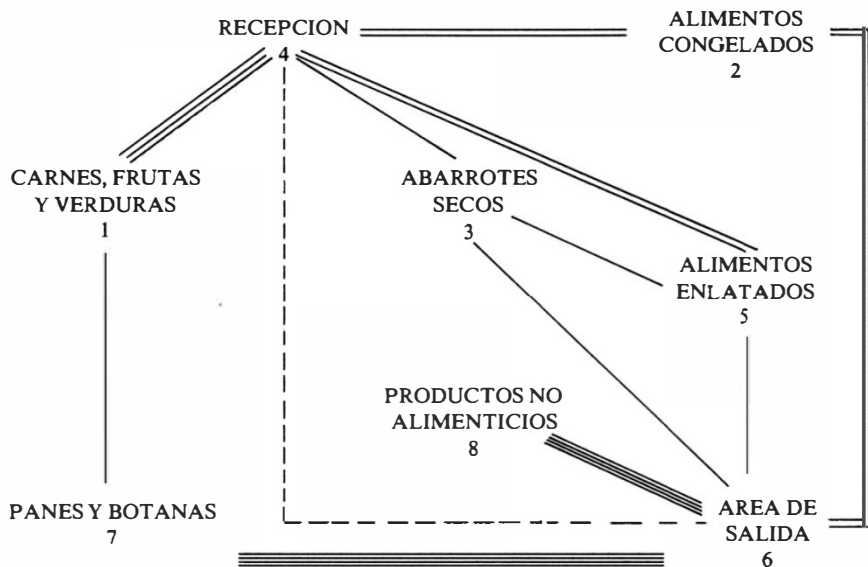 RECEPCION
4
ALIMENTOS
CONGELADOS
2
CARNES, FRUTAS
Y VERDURAS
1
ABARROTES
SECOS
3
ALIMENTOS
ENLATADOS
5
PRODUCTOS NO
ALIMENTICIOS
8
PANES Y BOTANAS
7
AREA DE
SALIDA
6